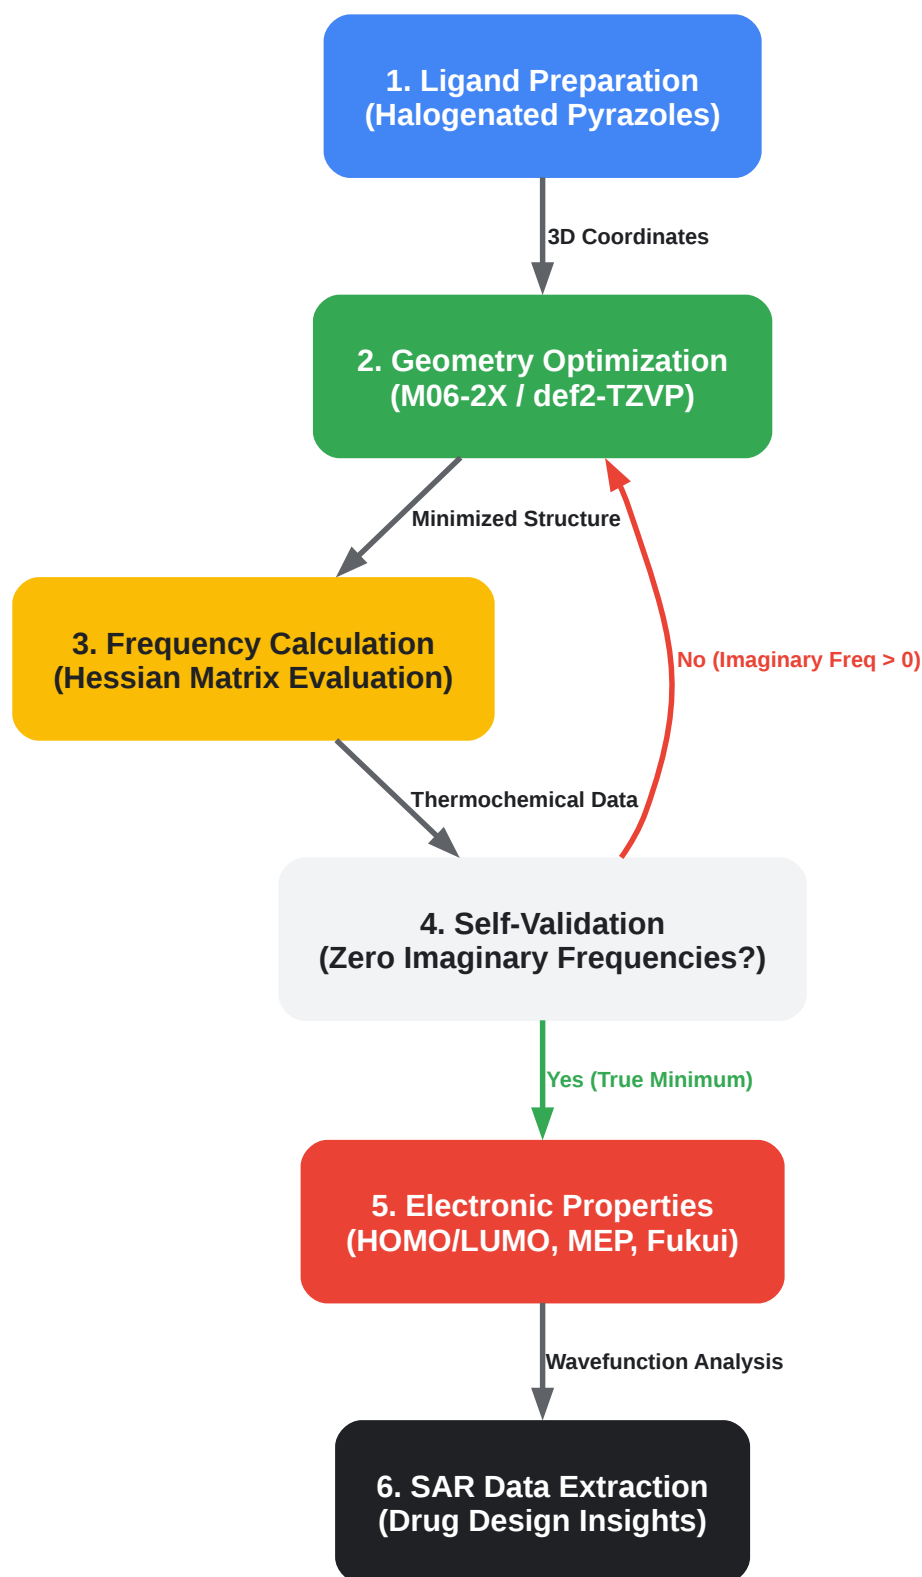 1. Ligand Preparation
(Halogenated Pyrazoles)
3D Coordinates
2. Geometry Optimization
(M06-2X / def2-TZVP)
Minimized Structure
3. Frequency Calculation
(Hessian Matrix Evaluation)
No (Imaginary Freq > 0)
Thermochemical Data
4. Self-Validation
(Zero Imaginary Frequencies?)
Yes (True Minimum)
5. Electronic Properties
(HOMO/LUMO, MEP, Fukui)
Wavefunction Analysis
6. SAR Data Extraction
(Drug Design Insights)